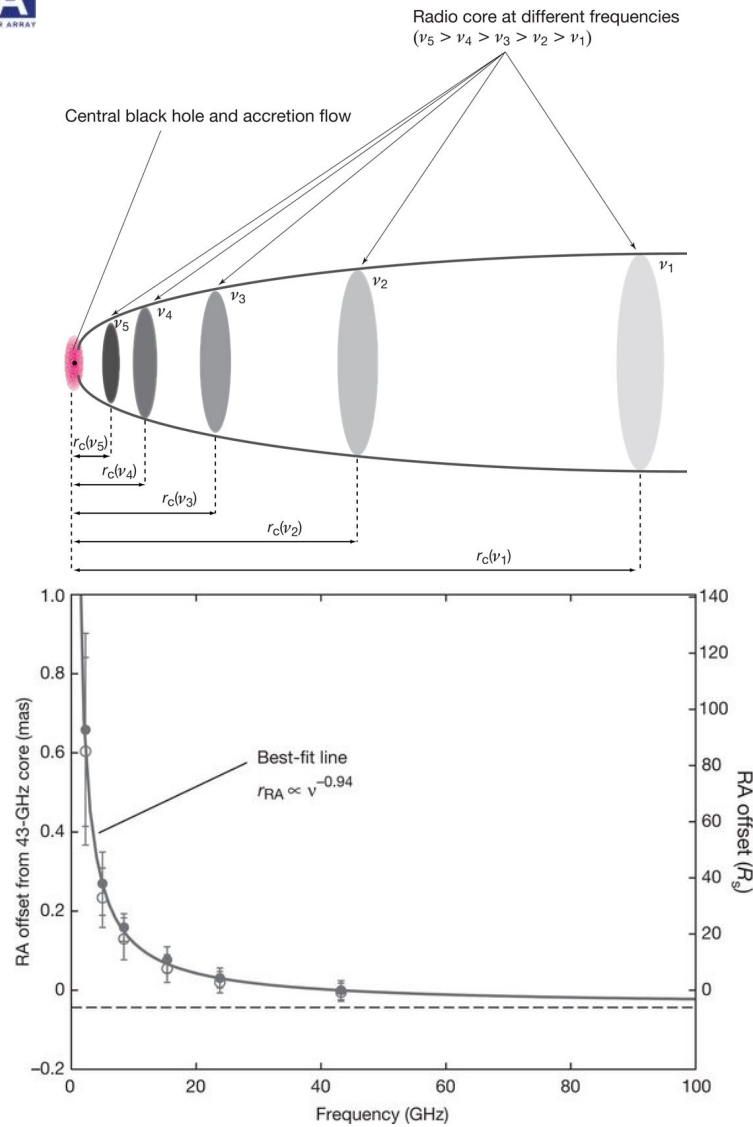 R ARRAY
Radio core at different frequencies
(ν5 > ν4 > ν3 > ν2 > ν1)
Central black hole and accretion flow
ν1
ν2
ν3
ν4
ν5
rc(ν5)
rc(ν4)
rc(ν3)
rc(ν2)
rc(ν1)
1.0
0.8
0.6
0.4
0.2
0
–0.2
RA offset from 43-GHz core (mas)
Best-fit line
rRA ∝ ν−0.94
140
120
100
80
60
40
20
0
RA offset (Rs)
0 20 40 60 80 100
Frequency (GHz)